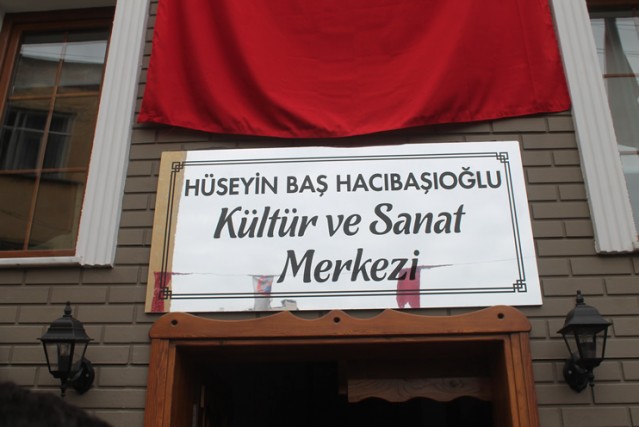 HÜSEYİN BAŞ HACIBAŞIOĞLU
Kültür ve Sanat
Merkezi